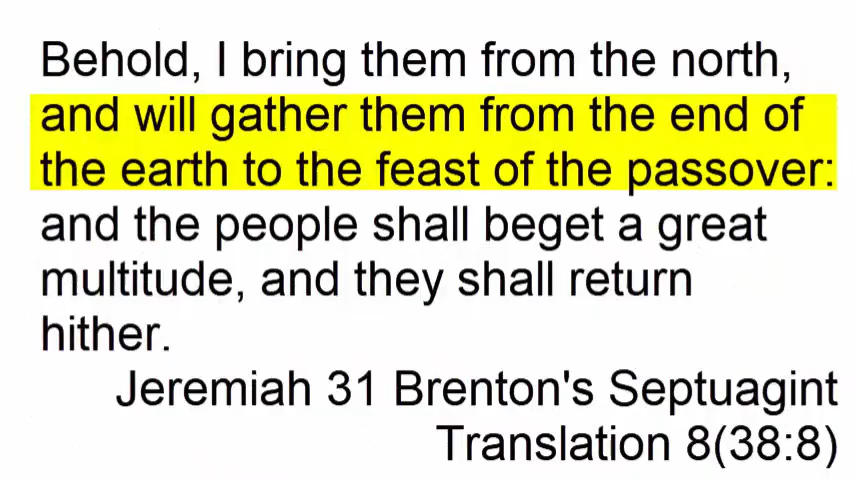 Behold, I bring them from the north,
and will gather them from the end of
the earth to the feast of the passover:
and the people shall beget a great
multitude, and they shall return
hither.
Jeremiah 31 Brenton's Septuagint
Translation 8(38:8)